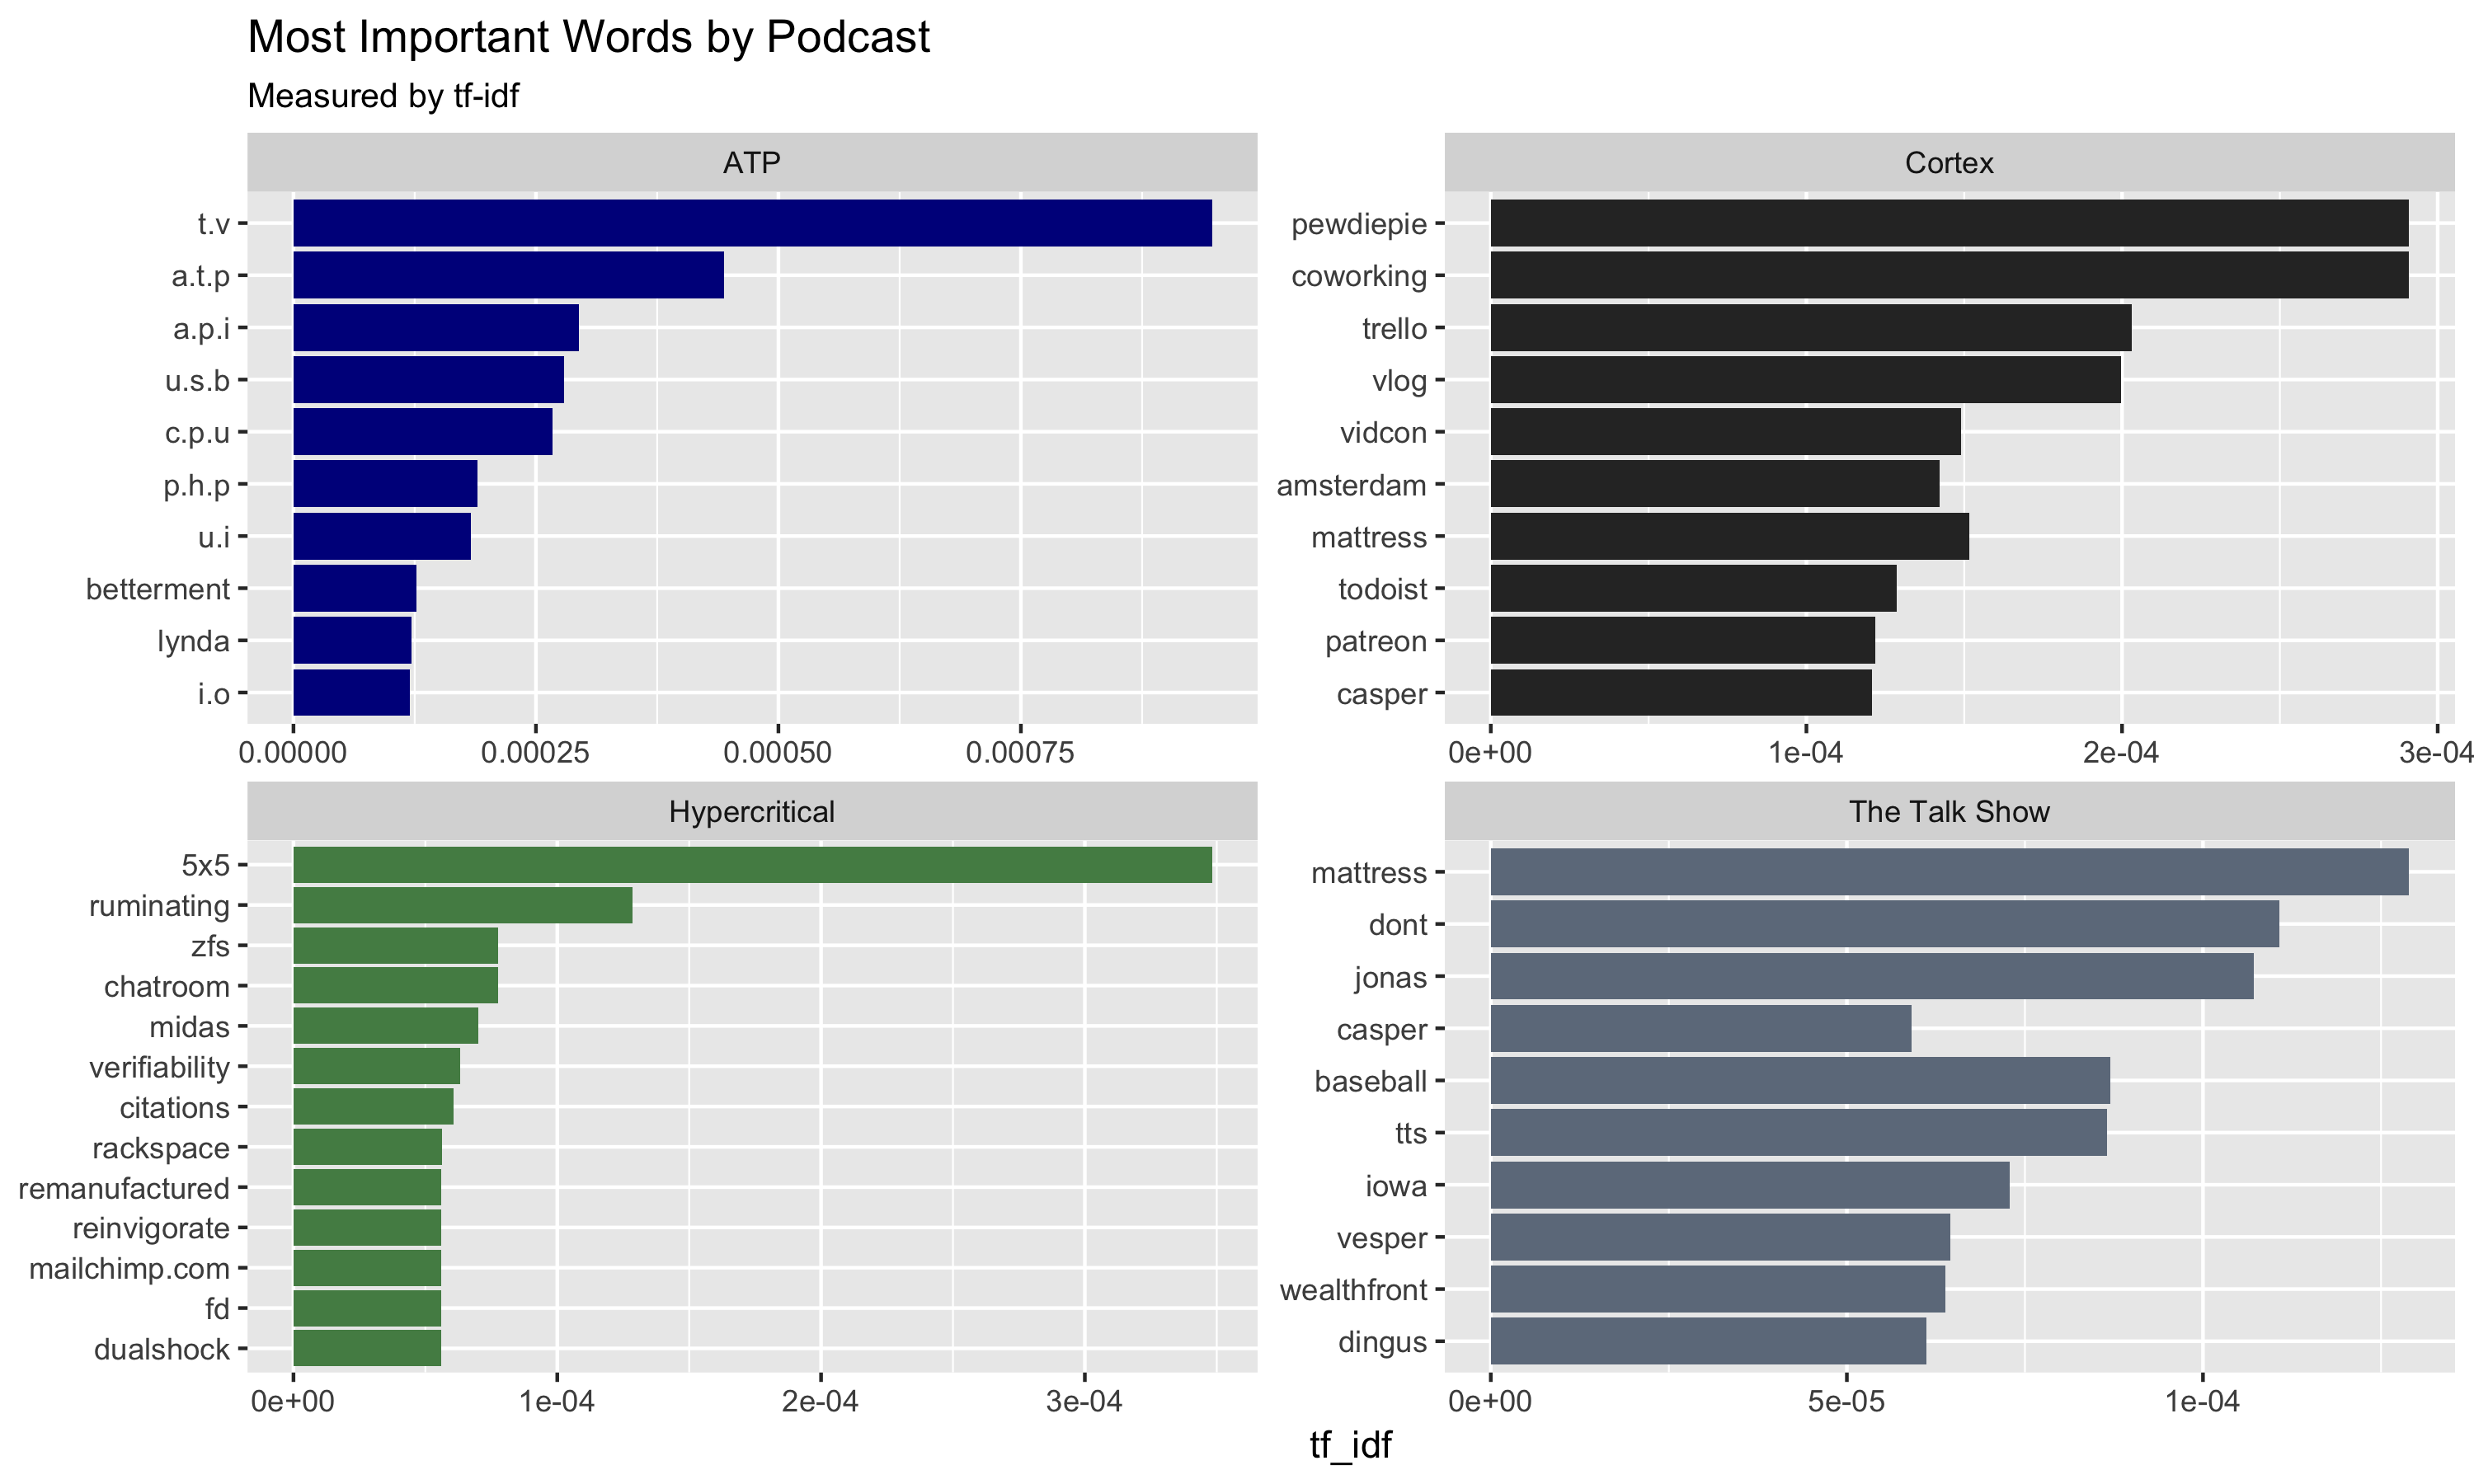 Most Important Words by Podcast
Measured by tf-idf
ATP
t.v
a.t.p
a.p.i
u.s.b
c.p.u
p.h.p
u.i
betterment
lynda
i.o
0.00000 0.00025 0.00050 0.00075
Cortex
pewdiepie
coworking
trello
vlog
vidcon
amsterdam
mattress
todoist
patreon
casper
0e+00 1e-04 2e-04 3e-04
Hypercritical
5x5
ruminating
zfs
chatroom
midas
verifiability
citations
rackspace
remanufactured
reinvigorate
mailchimp.com
fd
dualshock
0e+00 1e-04 2e-04 3e-04
The Talk Show
mattress
dont
jonas
casper
baseball
tts
iowa
vesper
wealthfront
dingus
0e+00 5e-05 1e-04
tf_idf